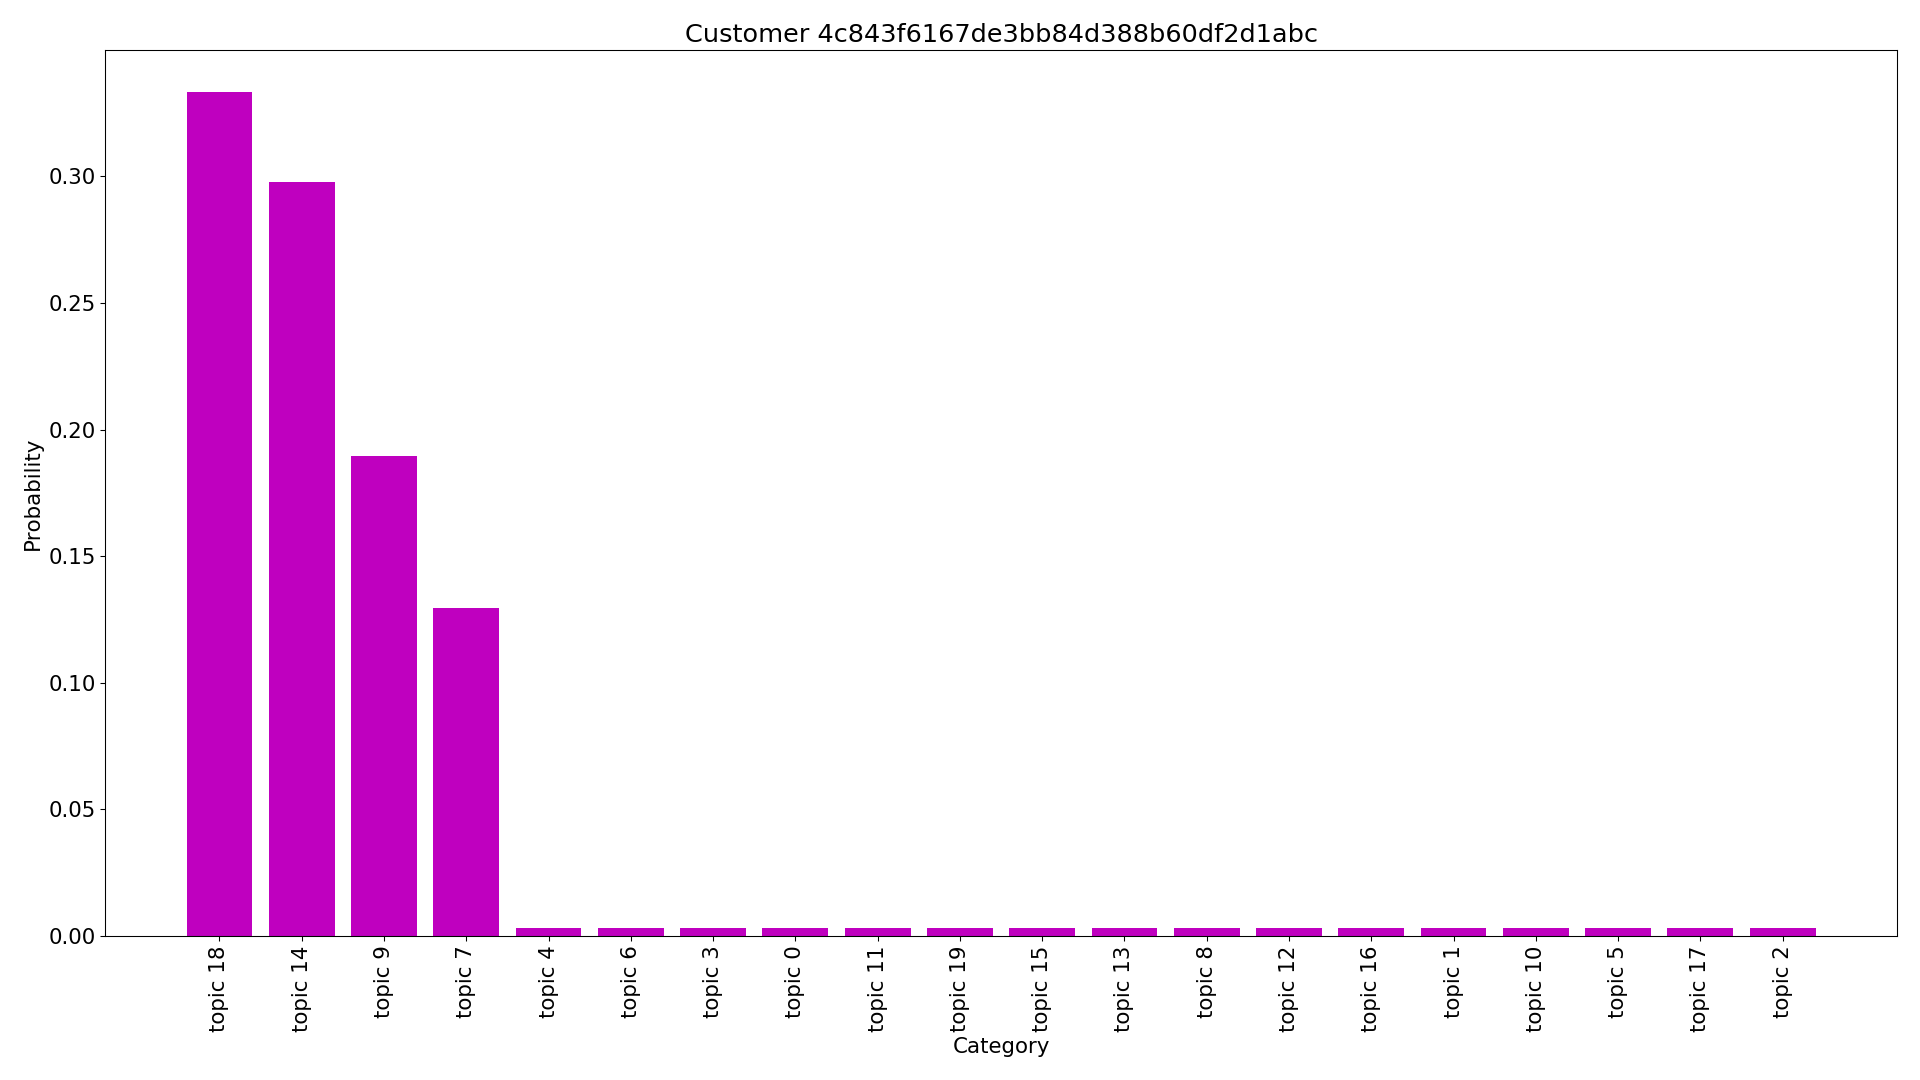 Customer 4c843f6167de3bb84d388b60df2d1abc
Probability
0.30
0.25
0.20
0.15
0.10
0.05
0.00
topic 18
topic 14
topic 9
topic 7
topic 4
topic 6
topic 3
topic 0
topic 11
topic 19
topic 15
topic 13
topic 8
topic 12
topic 16
topic 1
topic 10
topic 5
topic 17
topic 2
Category